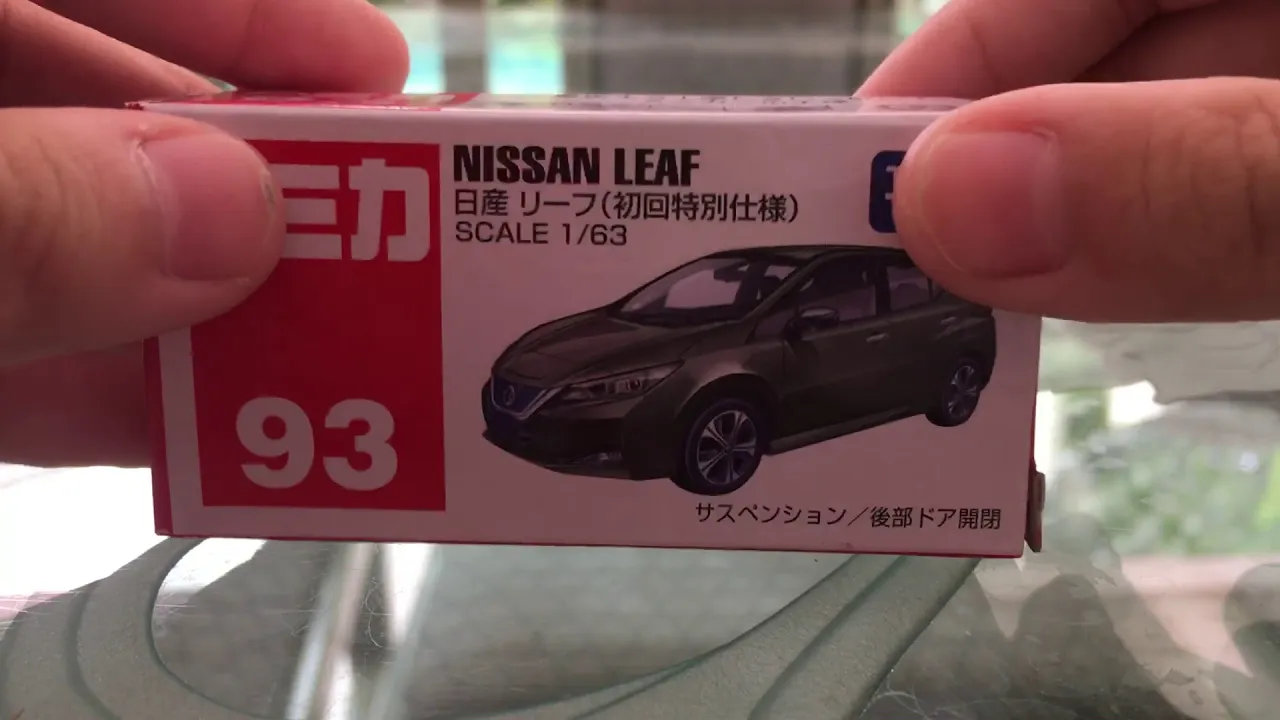 ミカ
NISSAN LEAF
日産 リーフ(初回特別仕様)
SCALE 1/63
93
サスペンション/後部ドア開閉